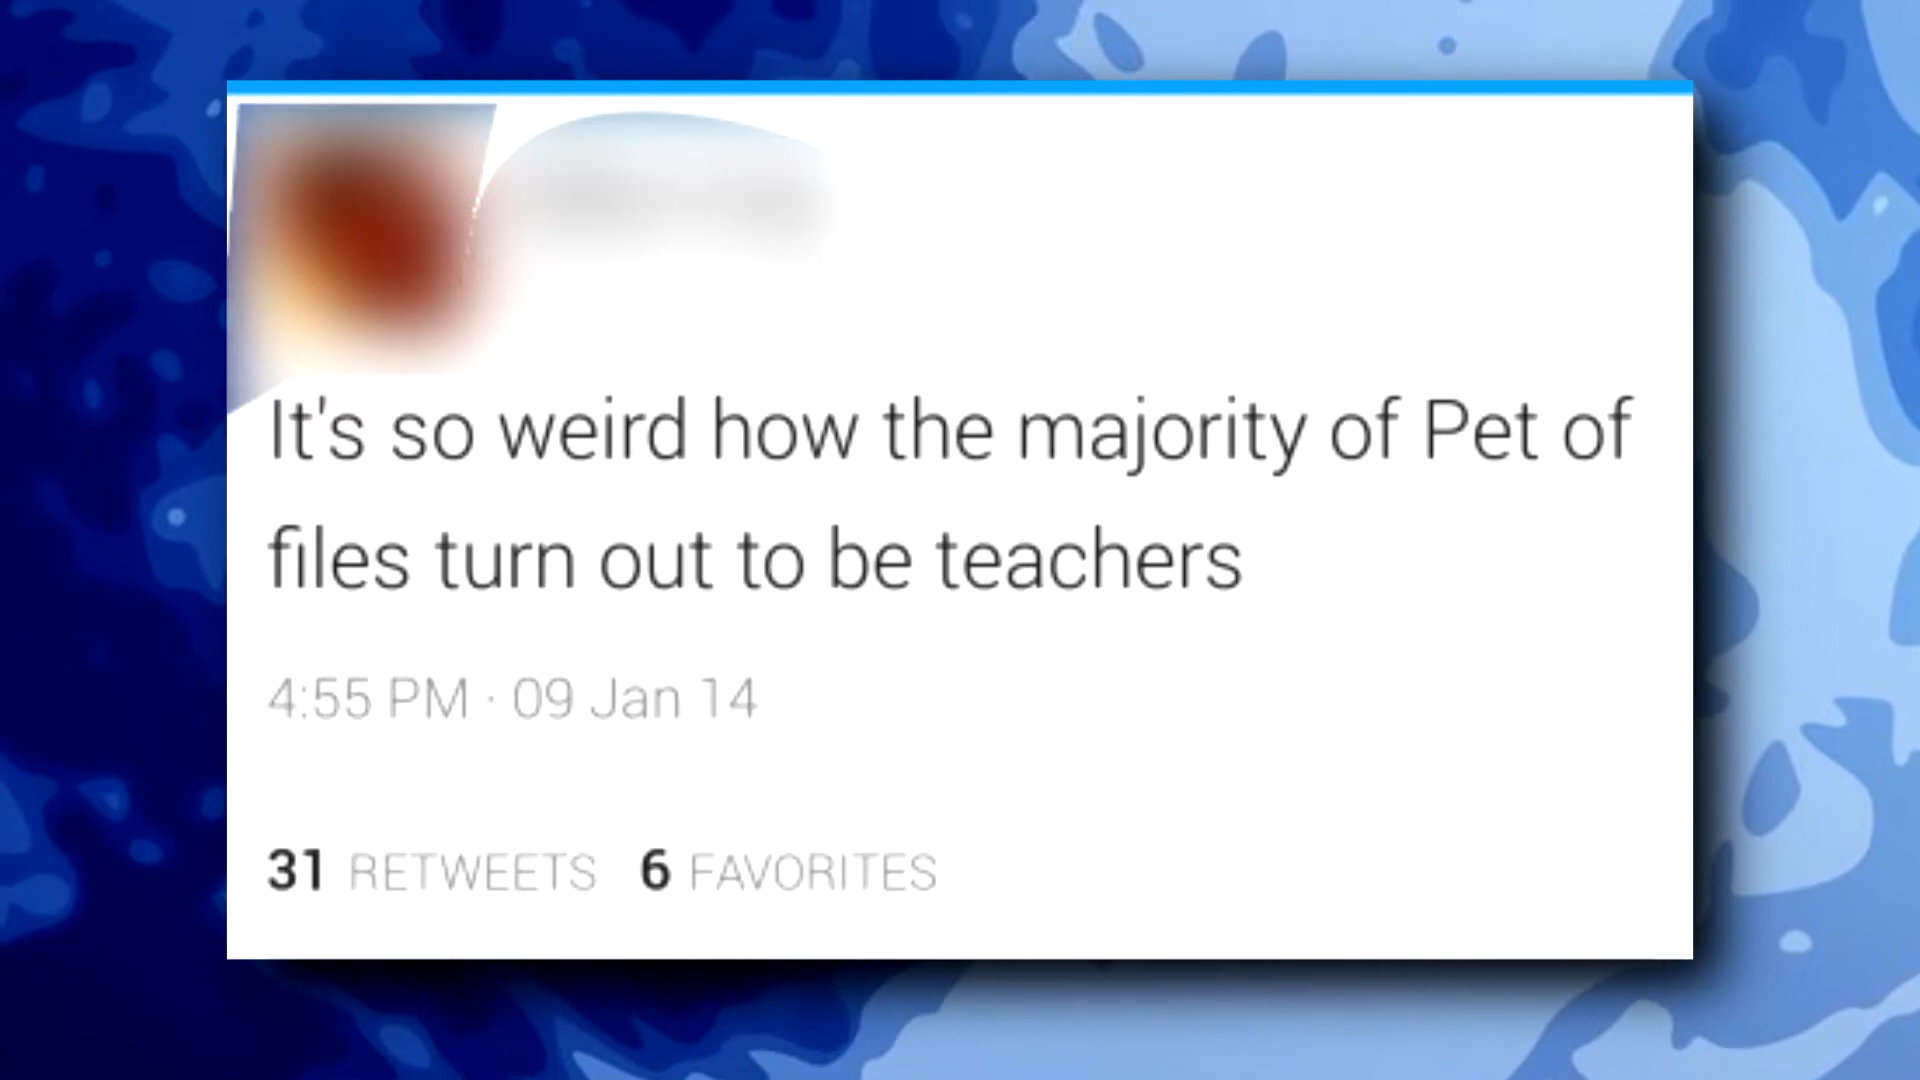 It's so weird how the majority of Pet of
files turn out to be teachers
4:55 PM · 09 Jan 14
31 RETWEETS 6 FAVORITES